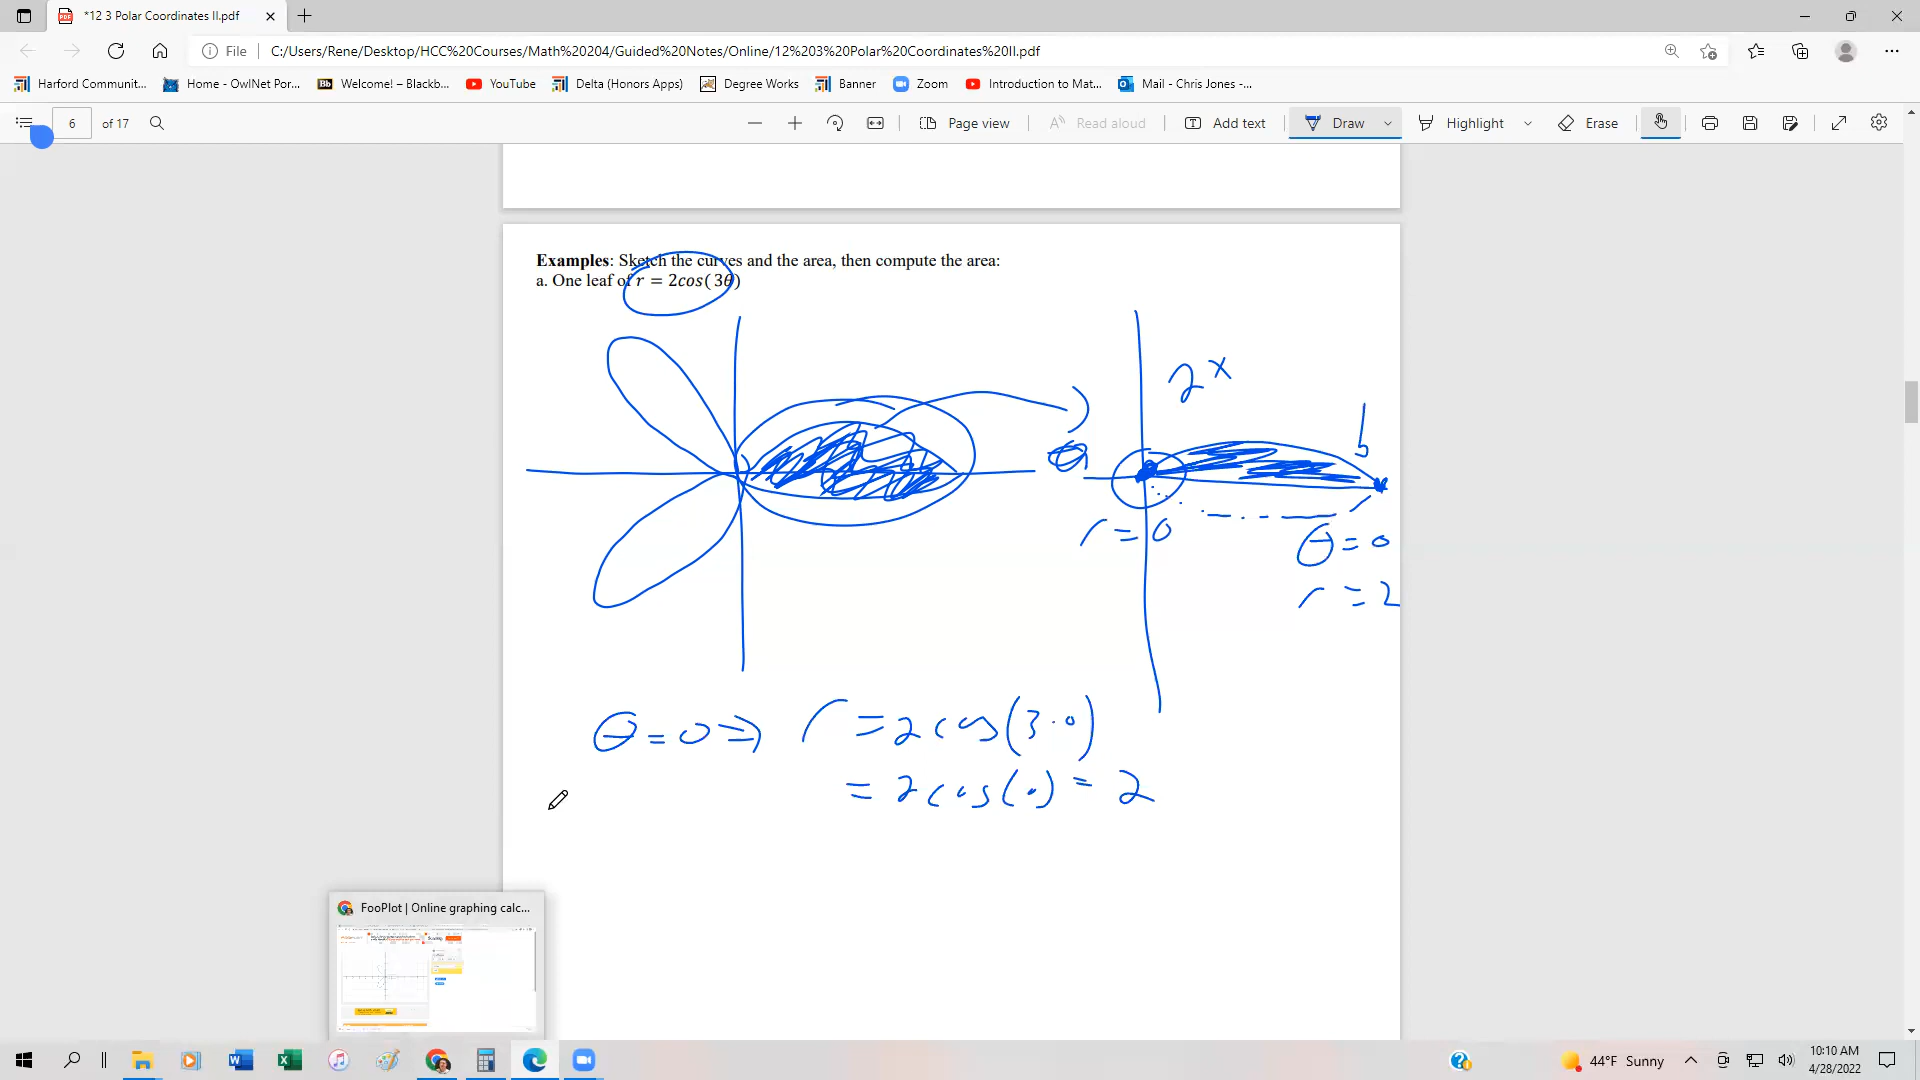 *12 3 Polar Coordinates II.pdf
File C:/Users/Rene/Desktop/HCC%20Courses/Math%20204/Guided%20Notes/Online/12%203%20Polar%20Coordinates%20II.pdf
Harford Communit... Home - OwlNet Por... Bb Welcome! – Blackb... YouTube Delta (Honors Apps) Degree Works Banner Zoom Introduction to Mat... Mail - Chris Jones -...
6 of 17 Page view Read aloud Add text Draw Highlight Erase
Examples: Sketch the curves and the area, then compute the area:
a. One leaf of r = 2cos(3θ)
2x
r = 0
θ = 0
r = 2
θ = 0 ⇒ r = 2cos(3·0)
= 2cos(0) = 2
FooPlot | Online graphing calc...
44°F Sunny
10:10 AM
4/28/2022